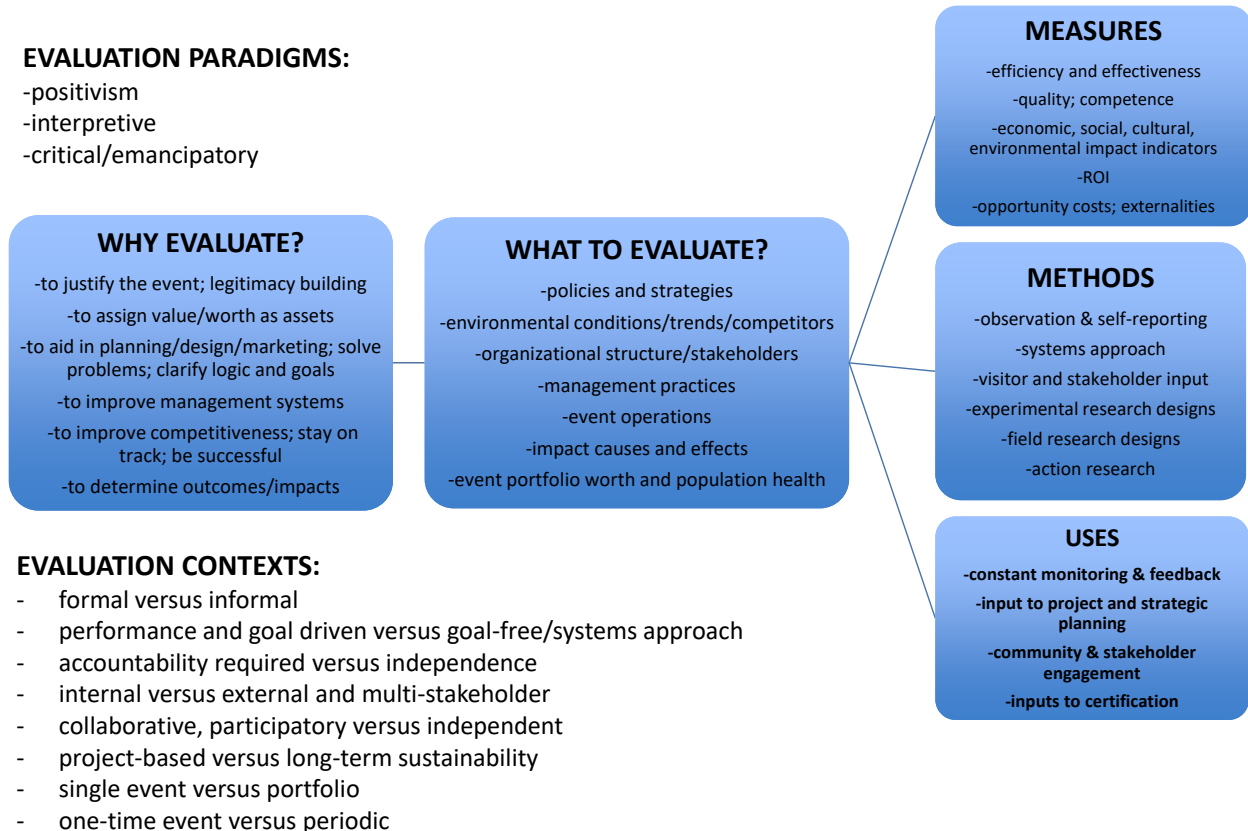 EVALUATION PARADIGMS:
-positivism
-interpretive
-critical/emancipatory
WHY EVALUATE?
-to justify the event; legitimacy building
-to assign value/worth as assets
-to aid in planning/design/marketing; solve
problems; clarify logic and goals
-to improve management systems
-to improve competitiveness; stay on
track; be successful
-to determine outcomes/impacts
WHAT TO EVALUATE?
-policies and strategies
-environmental conditions/trends/competitors
-organizational structure/stakeholders
-management practices
-event operations
-impact causes and effects
-event portfolio worth and population health
MEASURES
-efficiency and effectiveness
-quality; competence
-economic, social, cultural,
environmental impact indicators
-ROI
-opportunity costs; externalities
METHODS
-observation & self-reporting
-systems approach
-visitor and stakeholder input
-experimental research designs
-field research designs
-action research
USES
-constant monitoring & feedback
-input to project and strategic
planning
-community & stakeholder
engagement
-inputs to certification
EVALUATION CONTEXTS:
- formal versus informal
- performance and goal driven versus goal-free/systems approach
- accountability required versus independence
- internal versus external and multi-stakeholder
- collaborative, participatory versus independent
- project-based versus long-term sustainability
- single event versus portfolio
- one-time event versus periodic